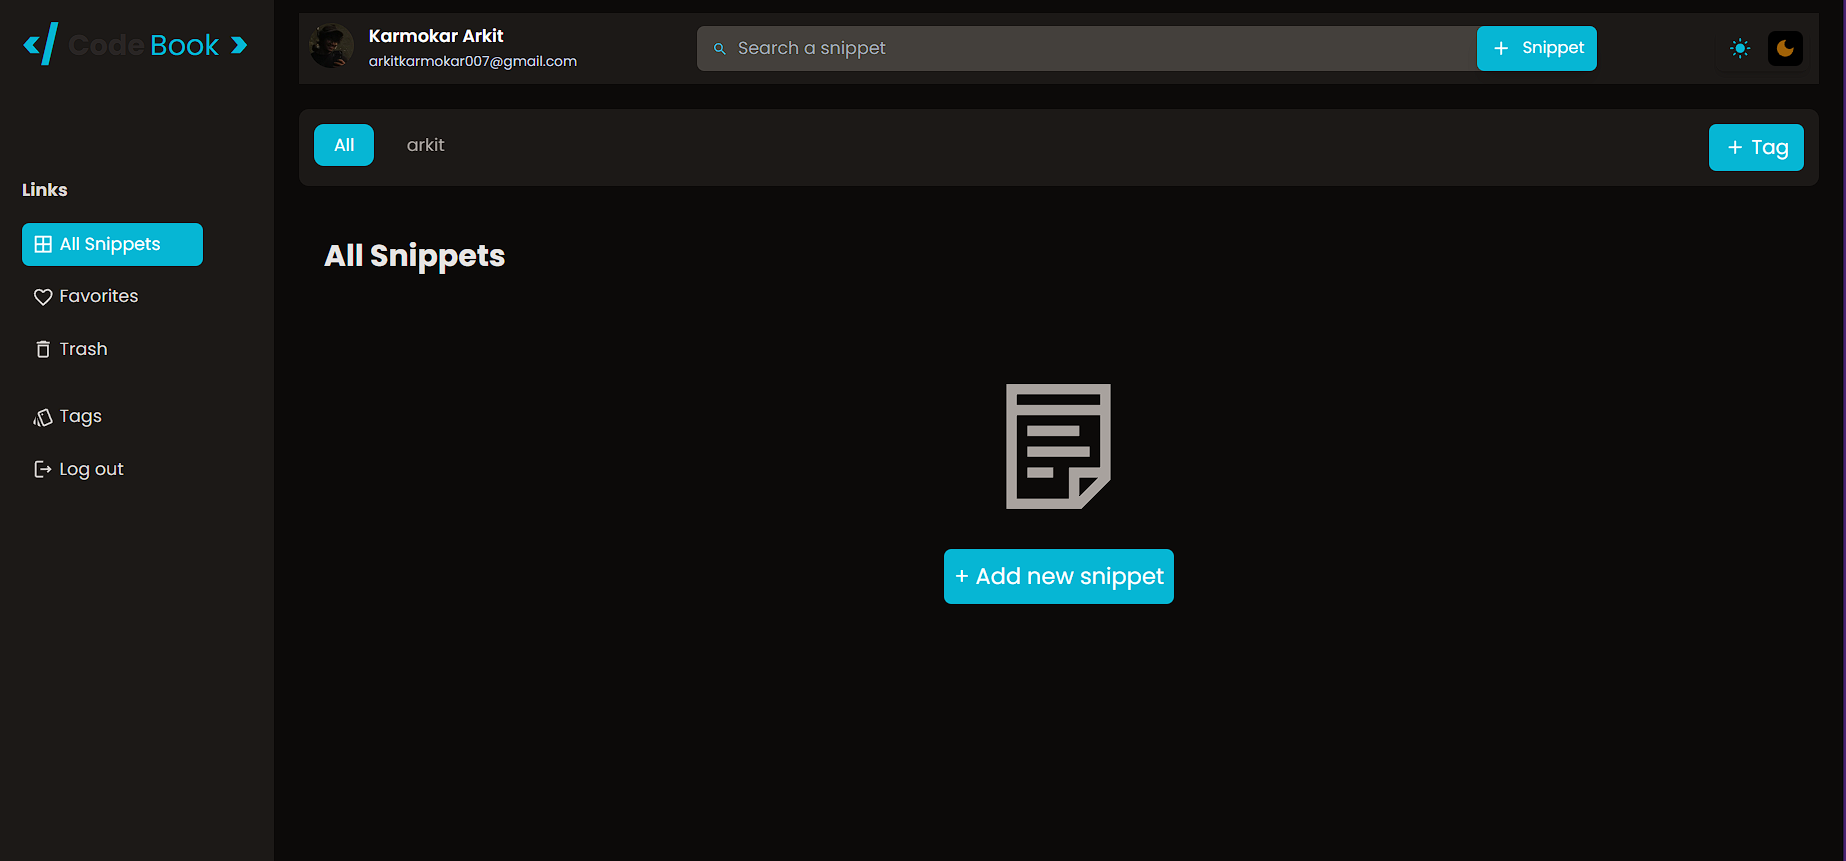 Code Book
Links
All Snippets
Favorites
Trash
Tags
Log out
Karmokar Arkit
arkitkarmokar007@gmail.com
Search a snippet
+ Snippet
All
arkit
+ Tag
All Snippets
+ Add new snippet